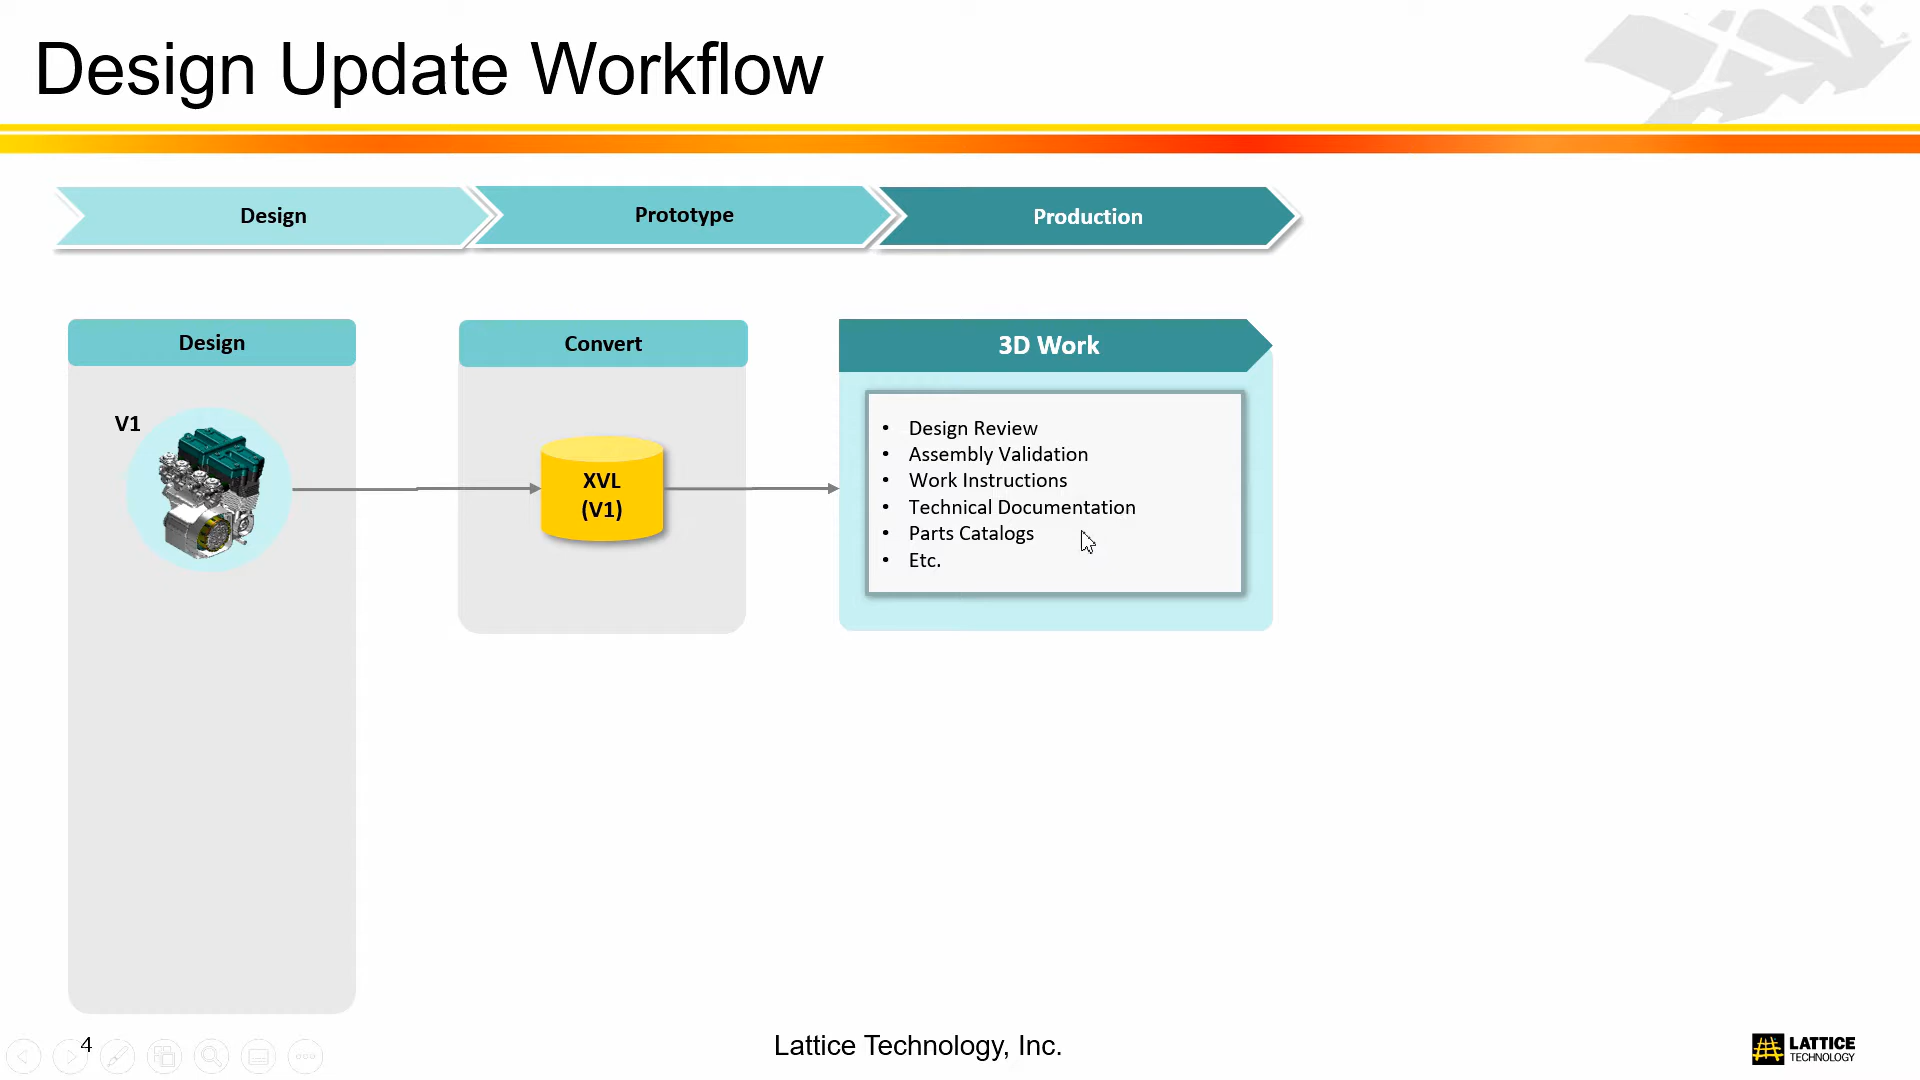 Design Update Workflow
Design
Prototype
Production
Design
Convert
3D Work
V1
XVL
(V1)
• Design Review
• Assembly Validation
• Work Instructions
• Technical Documentation
• Parts Catalogs
• Etc.
4
Lattice Technology, Inc.
LATTICE
TECHNOLOGY